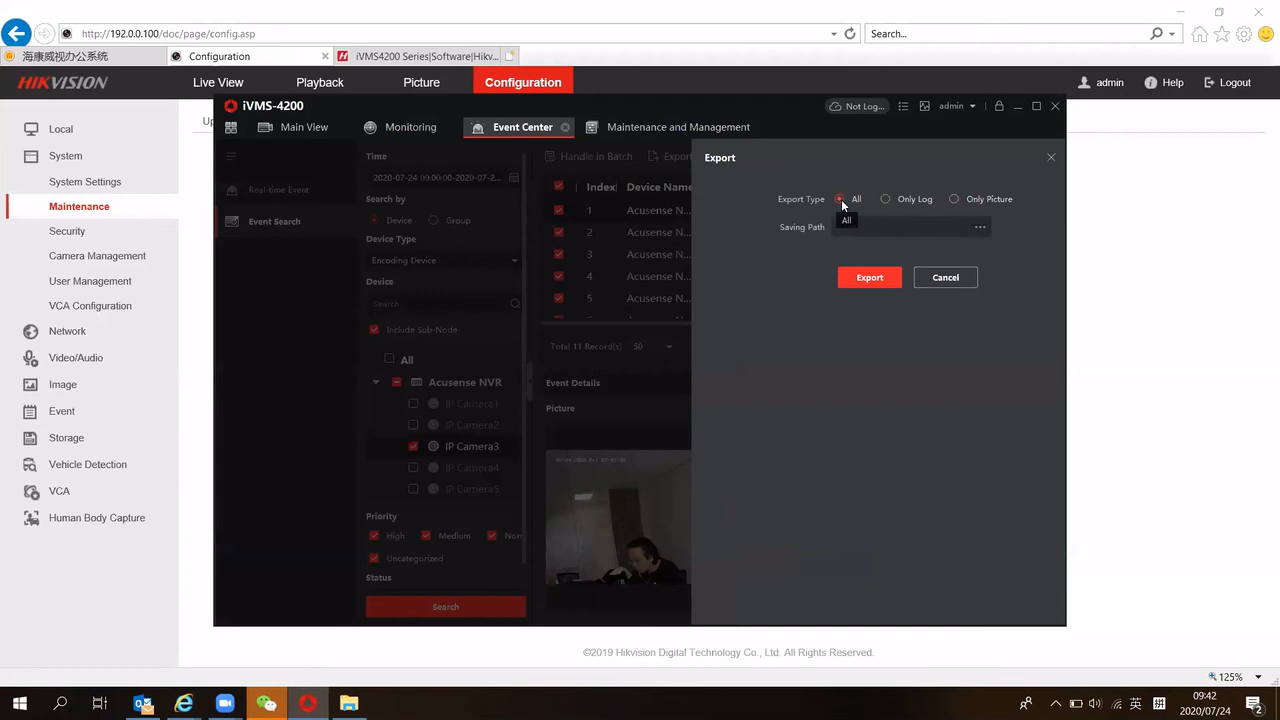 http://192.0.0.100/doc/page/config.asp
Search...
海康威视办公系统
Configuration
iVMS4200 Series|Software|Hikv...
HIKVISION
Live View
Playback
Picture
Configuration
admin
Help
Logout
Local
System
System Settings
Maintenance
Security
Camera Management
User Management
VCA Configuration
Network
Video/Audio
Image
Event
Storage
Vehicle Detection
VCA
Human Body Capture
Up
iVMS-4200
Not Log...
admin
Main View
Monitoring
Event Center
Maintenance and Management
Real-time Event
Event Search
Time
2020-07-24 00:00:00-2020-07-2...
Search by
Device
Group
Device Type
Encoding Device
Device
Search
Include Sub-Node
All
Acusense NVR
IP Camera1
IP Camera2
IP Camera3
IP Camera4
IP Camera5
Priority
High
Medium
Nor
Uncategorized
Status
Search
Handle in Batch
Export
Index
Device Name
1 Acusense N...
2 Acusense N...
3 Acusense N...
4 Acusense N...
5 Acusense N...
Total 11 Record(s)
50
Event Details
Picture
Export
Export Type
All
Only Log
Only Picture
All
Saving Path
Export
Cancel
©2019 Hikvision Digital Technology Co., Ltd. All Rights Reserved.
125%
英
拼
09:42
2020/07/24
2